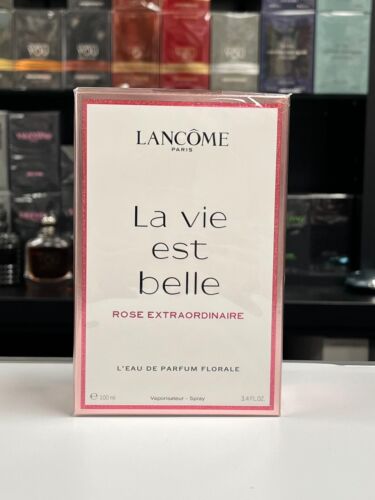 LANCÔME
PARIS
La vie
est
belle
ROSE EXTRAORDINAIRE
L'EAU DE PARFUM FLORALE
℮ 100 ml Vaporisateur - Spray 3.4 FL.OZ.